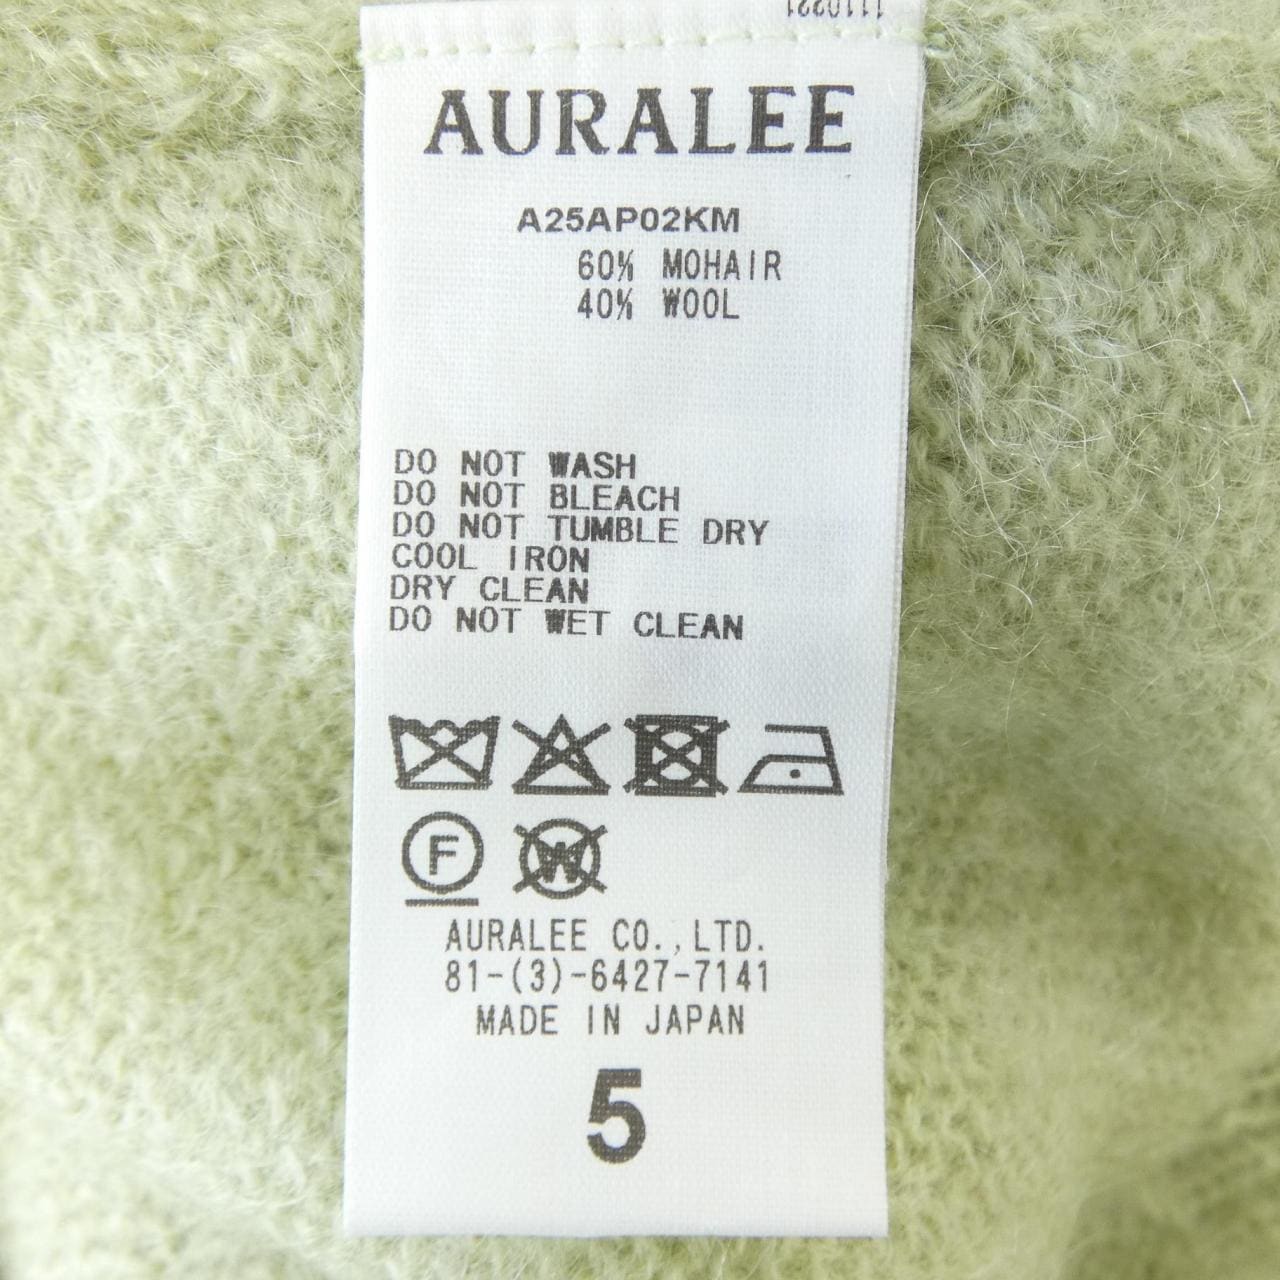 1110221
AURALEE
A25AP02KM
60% MOHAIR
40% WOOL
DO NOT WASH
DO NOT BLEACH
DO NOT TUMBLE DRY
COOL IRON
DRY CLEAN
DO NOT WET CLEAN
F W
AURALEE CO.,LTD.
81-(3)-6427-7141
MADE IN JAPAN
5